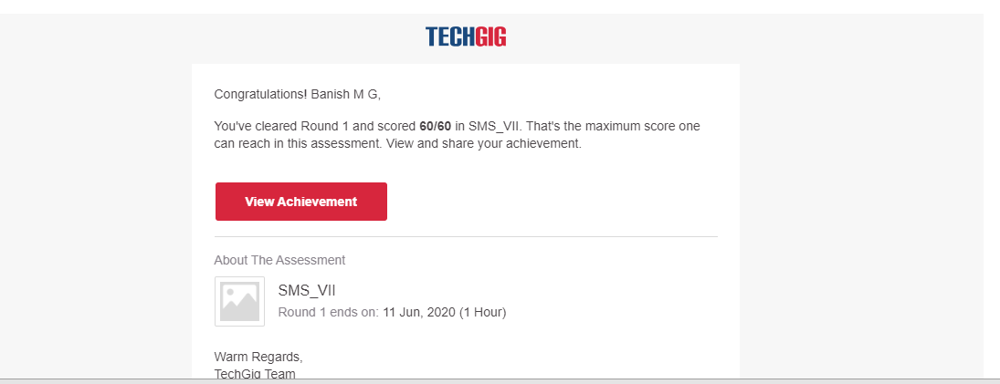 TECHGIG
Congratulations! Banish M G,
You've cleared Round 1 and scored 60/60 in SMS_VII. That's the maximum score one
can reach in this assessment. View and share your achievement.
View Achievement
About The Assessment
SMS_VII
Round 1 ends on: 11 Jun, 2020 (1 Hour)
Warm Regards,
TechGig Team